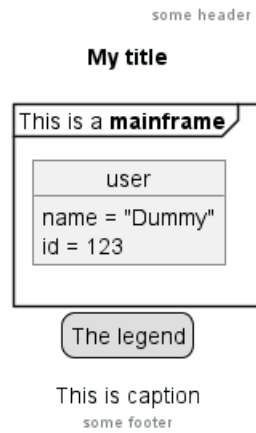 some header
My title
This is a mainframe
user
name = "Dummy"
id = 123
The legend
This is caption
some footer